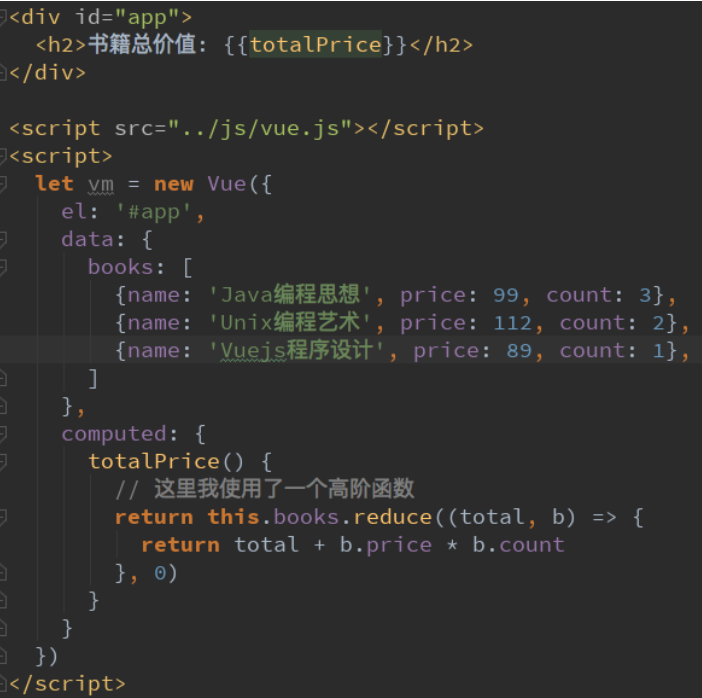 <div id="app">
  <h2>书籍总价值: {{totalPrice}}</h2>
</div>

<script src="../js/vue.js"></script>
<script>
  let vm = new Vue({
    el: '#app',
    data: {
      books: [
        {name: 'Java编程思想', price: 99, count: 3},
        {name: 'Unix编程艺术', price: 112, count: 2},
        {name: 'Vuejs程序设计', price: 89, count: 1},
      ]
    },
    computed: {
      totalPrice() {
        // 这里我使用了一个高阶函数
        return this.books.reduce((total, b) => {
          return total + b.price * b.count
        }, 0)
      }
    }
  })
</script>